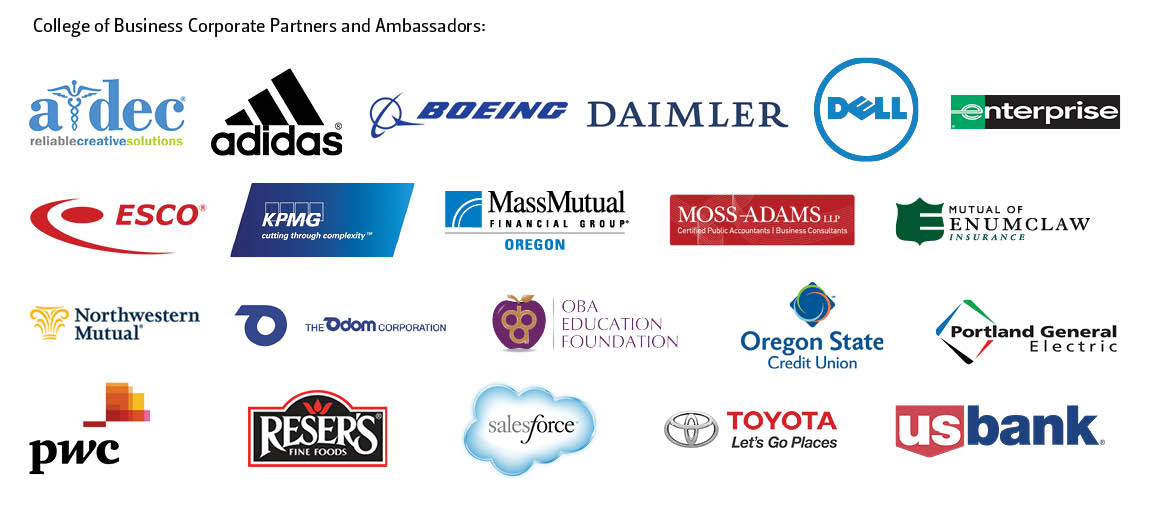 College of Business Corporate Partners and Ambassadors:
a dec®
reliablecreativesolutions
adidas®
BOEING
DAIMLER
DELL
enterprise
ESCO®
KPMG
cutting through complexity™
MassMutual
FINANCIAL GROUP®
OREGON
MOSS-ADAMS LLP
Certified Public Accountants | Business Consultants
MUTUAL OF
ENUMCLAW
INSURANCE
Northwestern
Mutual®
THE Odom CORPORATION
OBA
EDUCATION
FOUNDATION
Oregon State
Credit Union
Portland General
Electric
pwc
RESER'S®
FINE FOODS
salesforce™
TOYOTA
Let's Go Places
usbank®